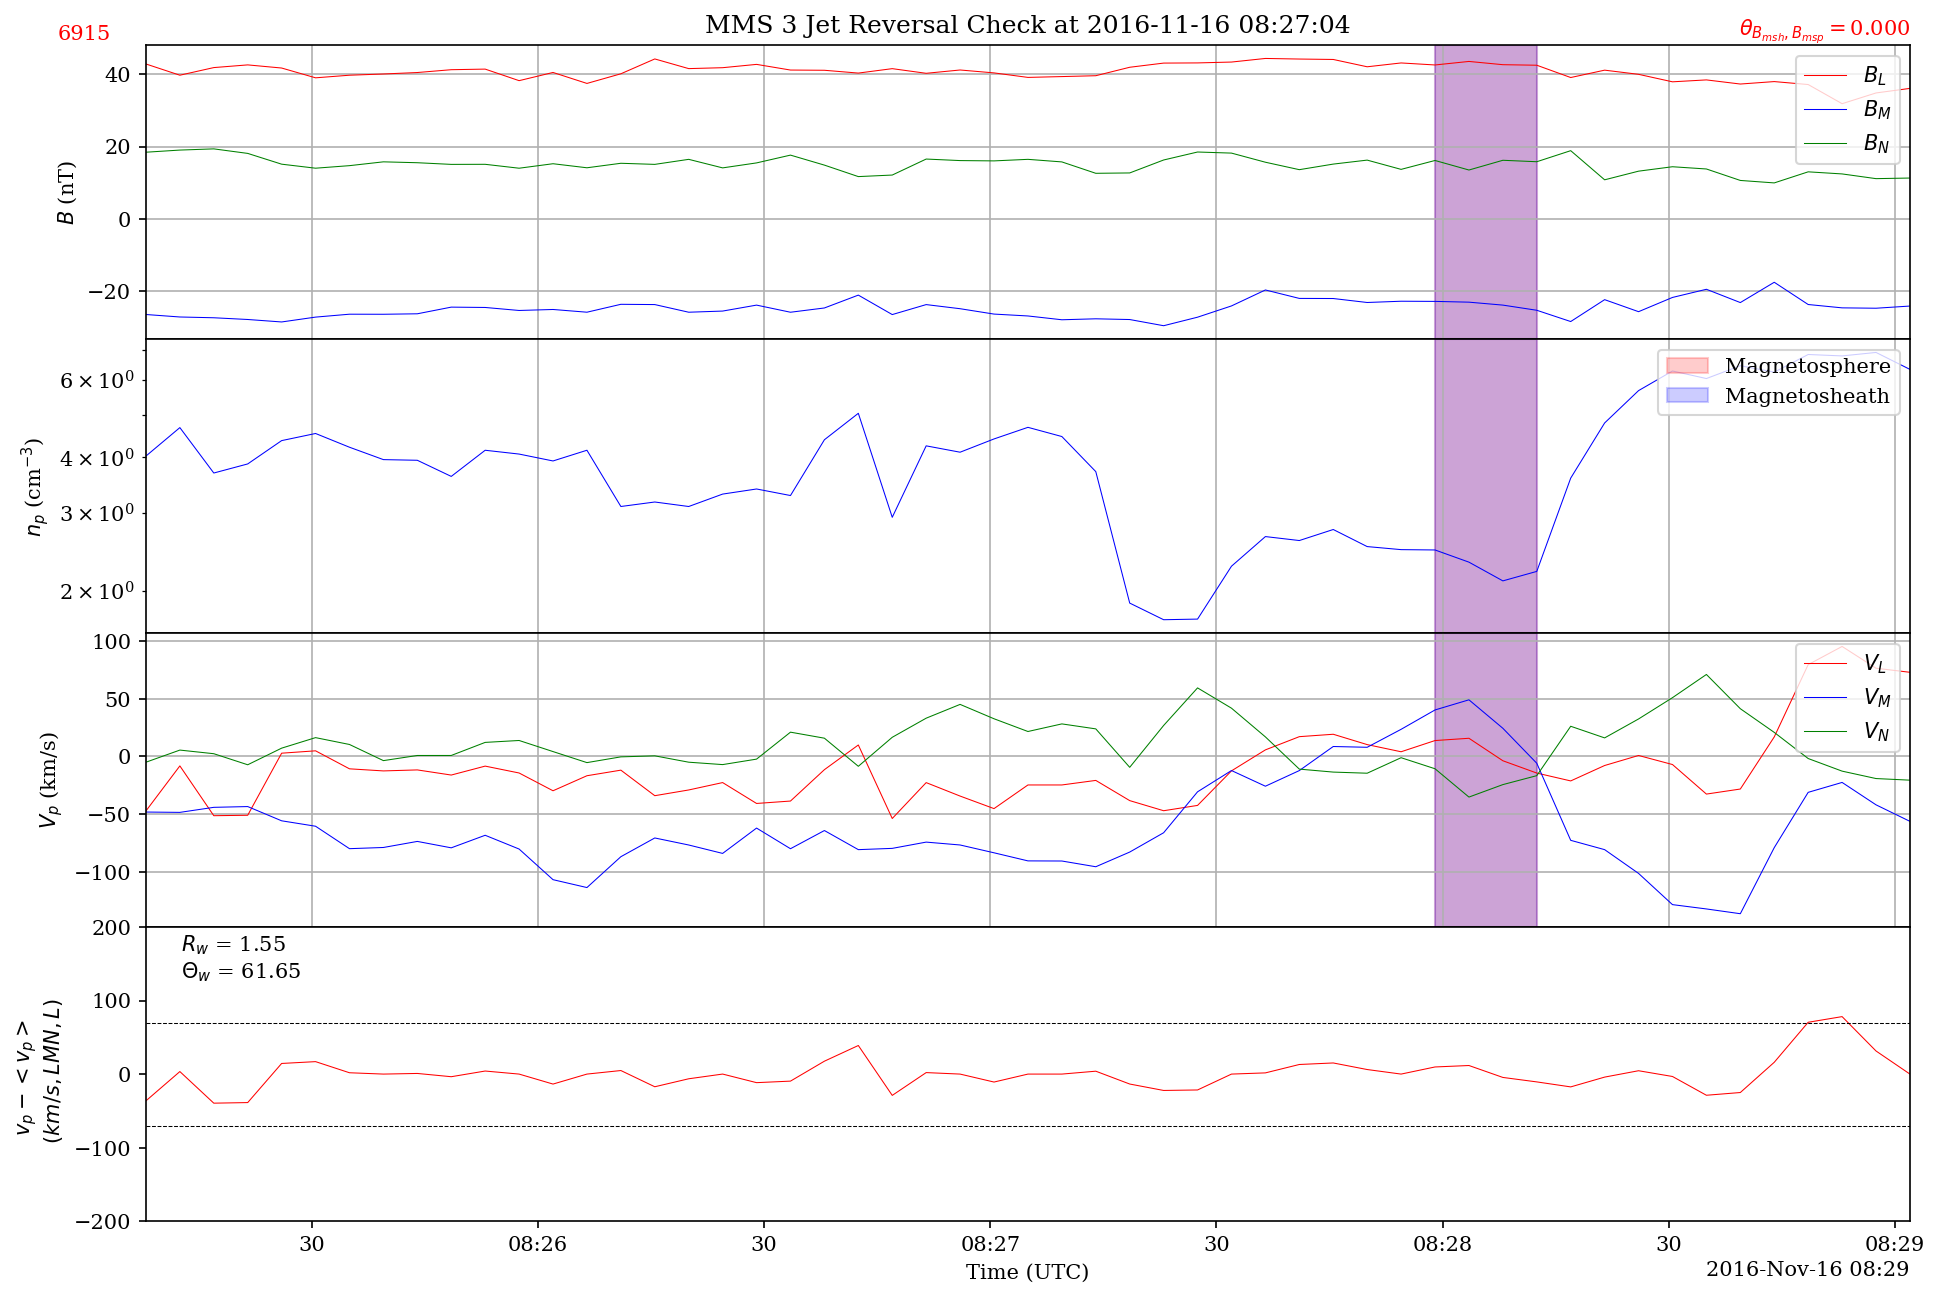 6915
MMS 3 Jet Reversal Check at 2016-11-16 08:27:04
θ_{B_{msh}, B_{msp}} = 0.000
B (nT)
40
20
0
−20
B_L
B_M
B_N
n_p (cm^{−3})
6 × 10^0
4 × 10^0
3 × 10^0
2 × 10^0
Magnetosphere
Magnetosheath
V_p (km/s)
100
50
0
−50
−100
V_L
V_M
V_N
v_p − < v_p >
(km/s, LMN, L)
200
100
0
−100
−200
R_w = 1.55
Θ_w = 61.65
30
08:26
30
08:27
30
08:28
30
08:29
Time (UTC)
2016-Nov-16 08:29